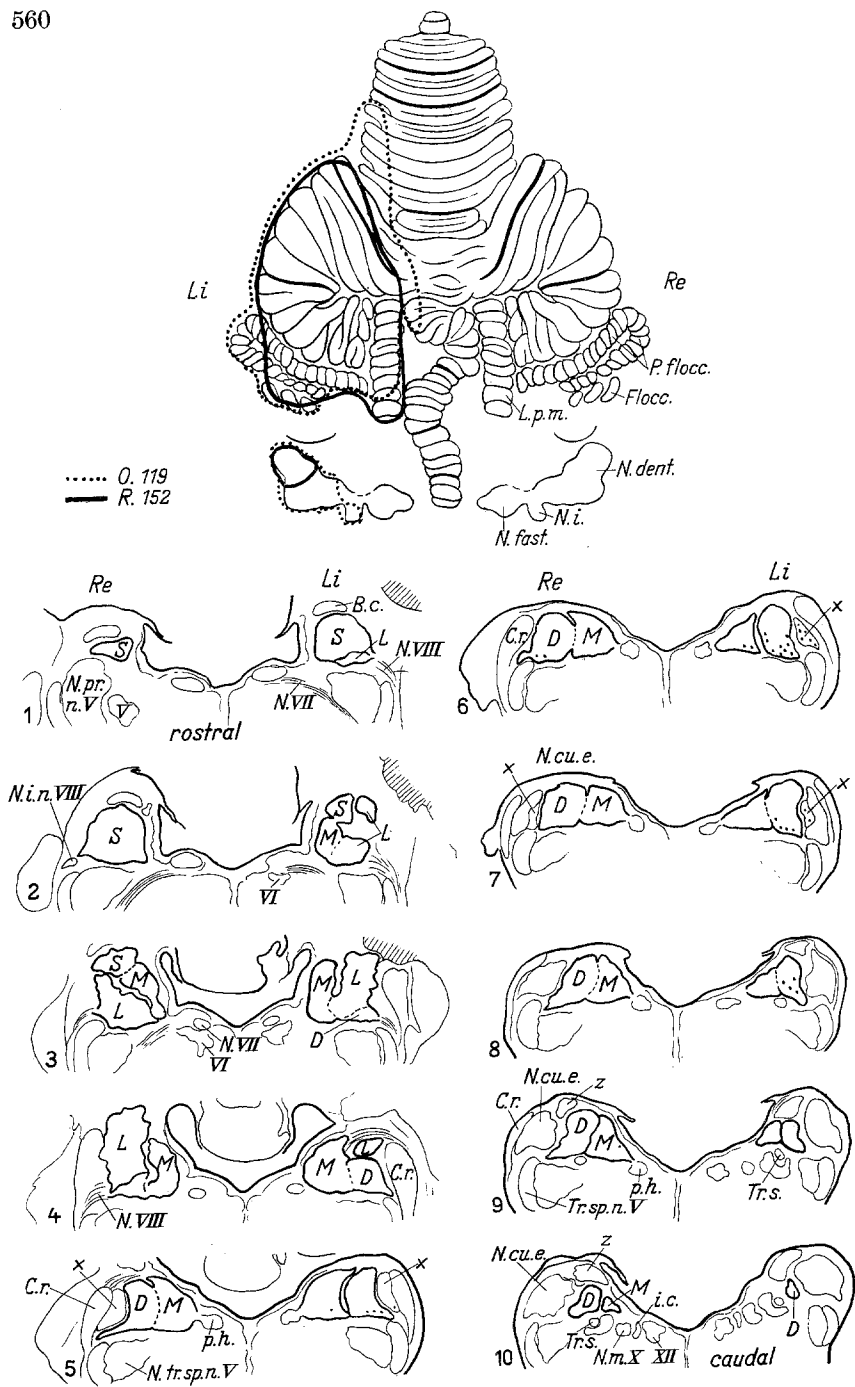 560
Li
Re
P. flocc.
Flocc.
L.p.m.
O. 119
R. 152
N. dent.
N. i.
N. fast.
Re
Li
B.c.
S
S
L
N.VIII
N.pr.
n.V
V
N.VII
1
rostral
N.i.n.VIII
S
S
M
L
VI
2
S
M
L
M
L
N.VII
VI
D
3
L
M
M
L
D
C.r.
N.VIII
4
C.r.
x
D
M
x
p.h.
N.tr.sp.n.V
5
Re
Li
x
C.r.
D
M
6
N.cu.e.
x
D
M
x
7
D
M
8
N.cu.e.
z
C.r.
D
M
p.h.
Tr.s.
Tr.sp.n.V
9
N.cu.e.
z
M
i.c.
D
D
Tr.s.
N.m.X
XII
10
caudal